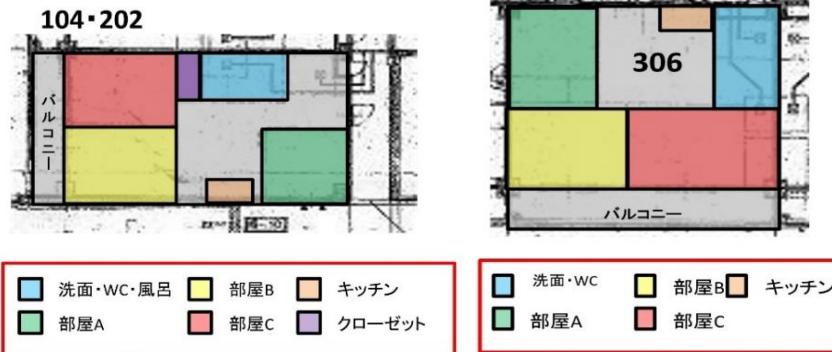 104・202
バルコニー
306
バルコニー
洗面・WC・風呂
部屋B
キッチン
部屋A
部屋C
クローゼット
洗面・WC
部屋B
キッチン
部屋A
部屋C